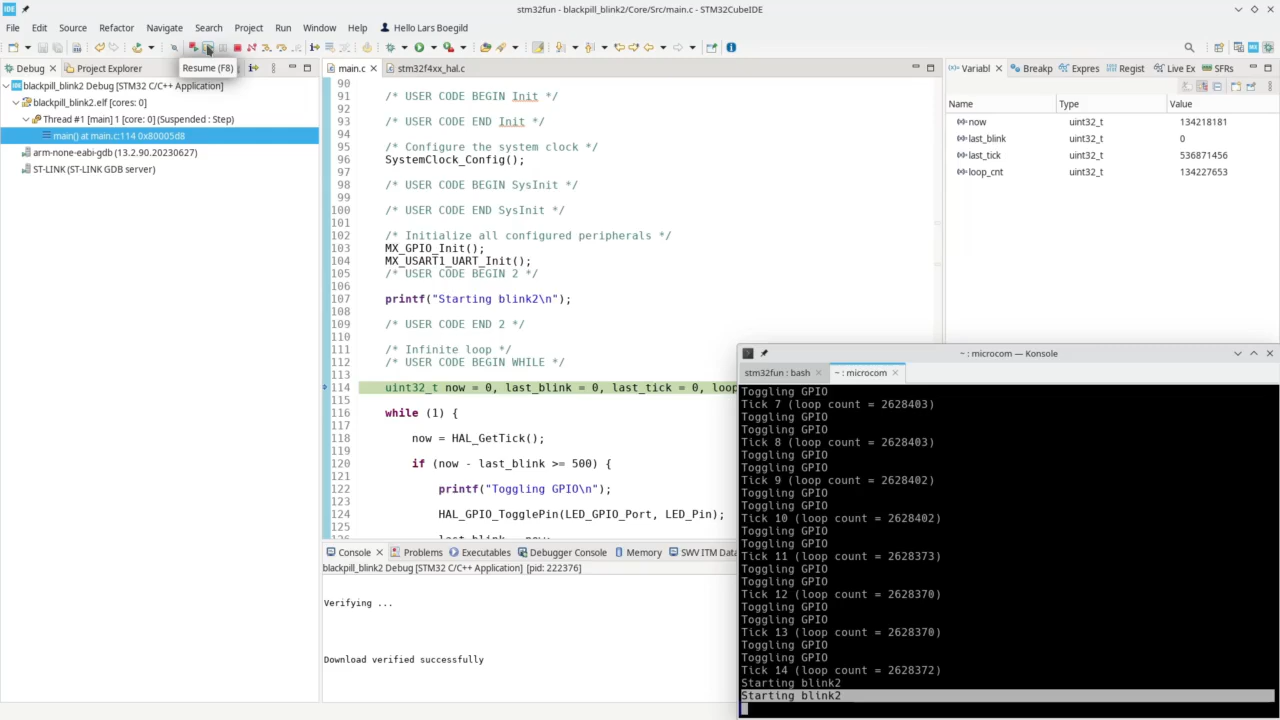 IDE
stm32fun - blackpill_blink2/Core/Src/main.c - STM32CubeIDE
File Edit Source Refactor Navigate Search Project Run Window Help Hello Lars Boegild
Resume (F8)
Debug
Project Explorer
blackpill_blink2 Debug [STM32 C/C++ Application]
blackpill_blink2.elf [cores: 0]
Thread #1 [main] 1 [core: 0] (Suspended : Step)
main() at main.c:114 0x80005d8
arm-none-eabi-gdb (13.2.90.20230627)
ST-LINK (ST-LINK GDB server)
main.c
stm32f4xx_hal.c
90
91 /* USER CODE BEGIN Init */
92
93 /* USER CODE END Init */
94
95 /* Configure the system clock */
96 SystemClock_Config();
97
98 /* USER CODE BEGIN SysInit */
99
100 /* USER CODE END SysInit */
101
102 /* Initialize all configured peripherals */
103 MX_GPIO_Init();
104 MX_USART1_UART_Init();
105 /* USER CODE BEGIN 2 */
106
107 printf("Starting blink2\n");
108
109 /* USER CODE END 2 */
110
111 /* Infinite loop */
112 /* USER CODE BEGIN WHILE */
113
114 uint32_t now = 0, last_blink = 0, last_tick = 0, loop
115
116 while (1) {
117
118 now = HAL_GetTick();
119
120 if (now - last_blink >= 500) {
121
122 printf("Toggling GPIO\n");
123
124 HAL_GPIO_TogglePin(LED_GPIO_Port, LED_Pin);
125
Variabl Breakp Expres Regist Live Ex SFRs
Name Type Value
now uint32_t 134218181
last_blink uint32_t 0
last_tick uint32_t 536871456
loop_cnt uint32_t 134227653
Console Problems Executables Debugger Console Memory SWV ITM Data
blackpill_blink2 Debug [STM32 C/C++ Application] [pid: 222376]
Verifying ...
Download verified successfully
~ : microcom — Konsole
stm32fun : bash
~ : microcom
Toggling GPIO
Tick 7 (loop count = 2628403)
Toggling GPIO
Toggling GPIO
Tick 8 (loop count = 2628403)
Toggling GPIO
Toggling GPIO
Tick 9 (loop count = 2628402)
Toggling GPIO
Toggling GPIO
Tick 10 (loop count = 2628402)
Toggling GPIO
Toggling GPIO
Tick 11 (loop count = 2628373)
Toggling GPIO
Toggling GPIO
Tick 12 (loop count = 2628370)
Toggling GPIO
Toggling GPIO
Tick 13 (loop count = 2628370)
Toggling GPIO
Toggling GPIO
Tick 14 (loop count = 2628372)
Starting blink2
Starting blink2